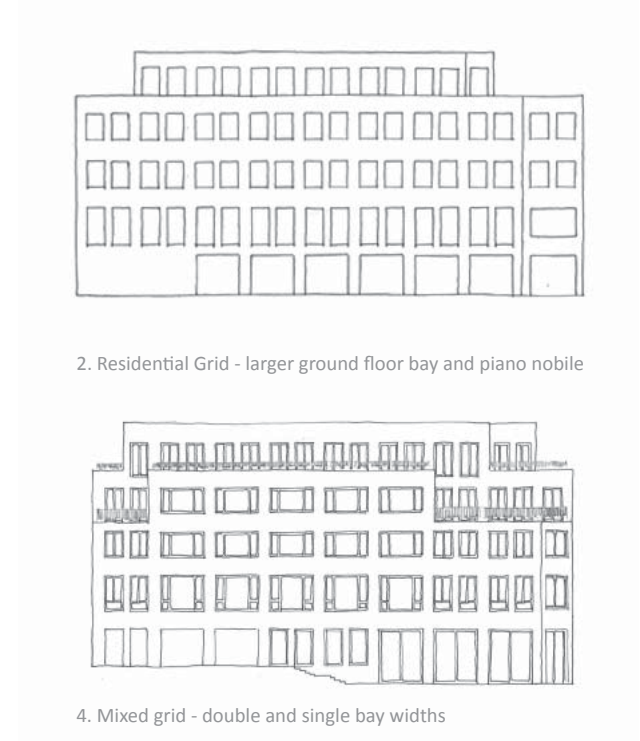 2. Residential Grid - larger ground floor bay and piano nobile
4. Mixed grid - double and single bay widths